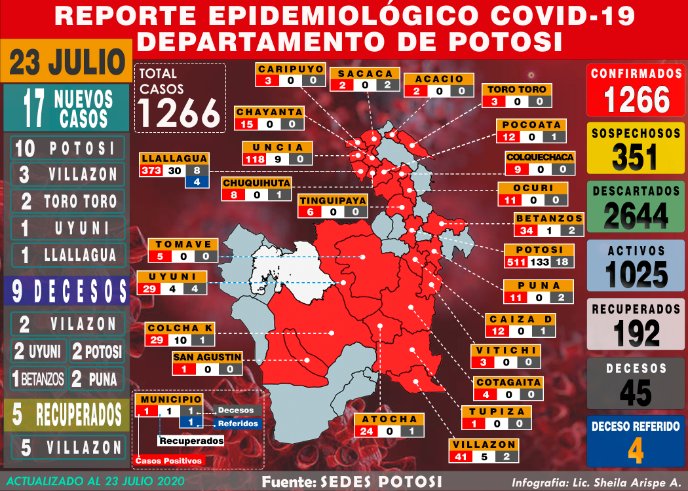 REPORTE EPIDEMIOLÓGICO COVID-19
DEPARTAMENTO DE POTOSI
23 JULIO
17 NUEVOS CASOS
10 POTOSI
3 VILLAZON
2 TORO TORO
1 UYUNI
1 LLALLAGUA
9 DECESOS
2 VILAZON
2 UYUNI 2 POTOSI
1 BETANZOS 2 PUNA
5 RECUPERADOS
5 VILLAZON
ACTUALIZADO AL 23 JULIO 2020
TOTAL CASOS
1266
CARIPUYO
3 0 0
SACACA
2 0 2
ACACIO
2 0 0
TORO TORO
3 0 0
CHAYANTA
15 0 0
POCOATA
12 0 1
UNCIA
118 9 0
LLALLAGUA
373 30 8
4
COLQUECHACA
9 0 0
CHUQUIHUTA
8 0 1
OCURI
11 0 0
TINGUIPAYA
6 0 0
BETANZOS
34 1 2
TOMAVE
5 0 0
POTOSI
511 133 18
UYUNI
29 4 4
PUNA
11 0 2
COLCHA K
29 10 1
CAIZA D
12 0 1
SAN AGUSTIN
1 0 0
VITICHI
3 0 0
COTAGAITA
4 0 0
TUPIZA
1 0 0
ATOCHA
24 0 1
VILLAZON
41 5 2
MUNICIPIO
1 1 1 Decesos
1 Referidos
Recuperados
Casos Positivos
CONFIRMADOS
1266
SOSPECHOSOS
351
DESCARTADOS
2644
ACTIVOS
1025
RECUPERADOS
192
DECESOS
45
DECESO REFERIDO
4
Fuente: SEDES POTOSI
Infografía: Lic. Sheila Arispe A.